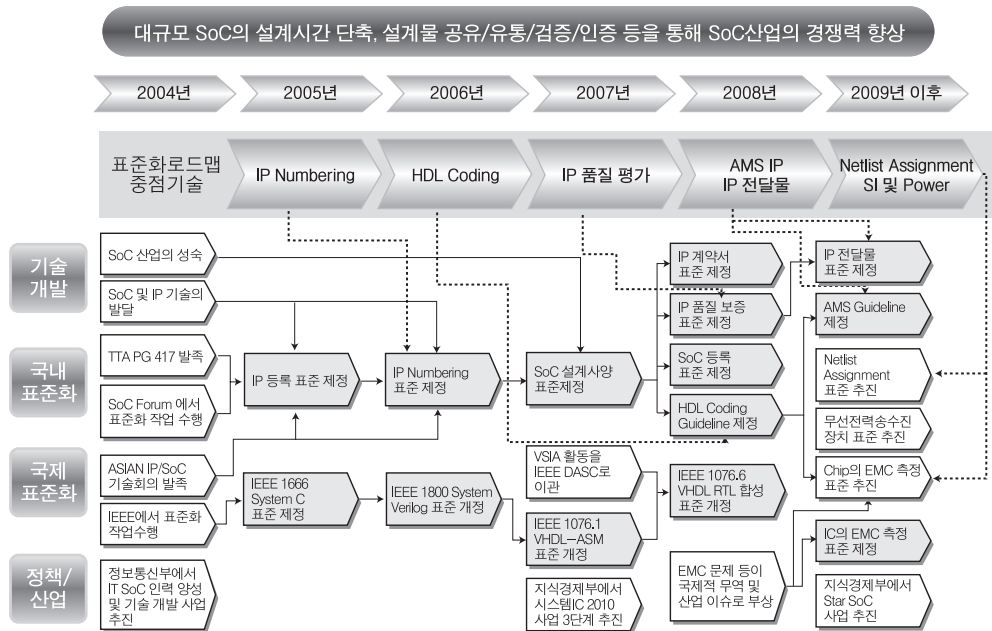 대규모 SoC의 설계시간 단축, 설계물 공유/유통/검증/인증 등을 통해 SoC산업의 경쟁력 향상
2004년
2005년
2006년
2007년
2008년
2009년 이후
표준화로드맵
중점기술
IP Numbering
HDL Coding
IP 품질 평가
AMS IP
IP 전달물
Netlist Assignment
SI 및 Power
기술
개발
국내
표준화
국제
표준화
정책/
산업
SoC 산업의 성숙
SoC 및 IP 기술의
발달
TTA PG 417 발족
SoC Forum 에서
표준화 작업 수행
ASIAN IP/SoC
기술회의 발족
IEEE에서 표준화
작업수행
정보통신부에서
IT SoC 인력 양성
및 기술 개발 사업
추진
IP 등록 표준 제정
IEEE 1666
System C
표준 제정
IP Numbering
표준 제정
IEEE 1800 System
Verilog 표준 개정
SoC 설계사양
표준제정
VSIA 활동을
IEEE DASC로
이관
IEEE 1076.1
VHDL-ASM
표준 개정
지식경제부에서
시스템IC 2010
사업 3단계 추진
IP 계약서
표준 제정
IP 품질 보증
표준 제정
SoC 등록
표준 제정
HDL Coding
Guideline 제정
IEEE 1076.6
VHDL RTL 합성
표준 개정
EMC 문제 등이
국제적 무역 및
산업 이슈로 부상
IP 전달물
표준 제정
AMS Guideline
제정
Netlist
Assignment
표준 추진
무선전력송수진
장치 표준 추진
Chip의 EMC 측정
표준 추진
IC의 EMC 측정
표준 제정
지식경제부에서
Star SoC
사업 추진